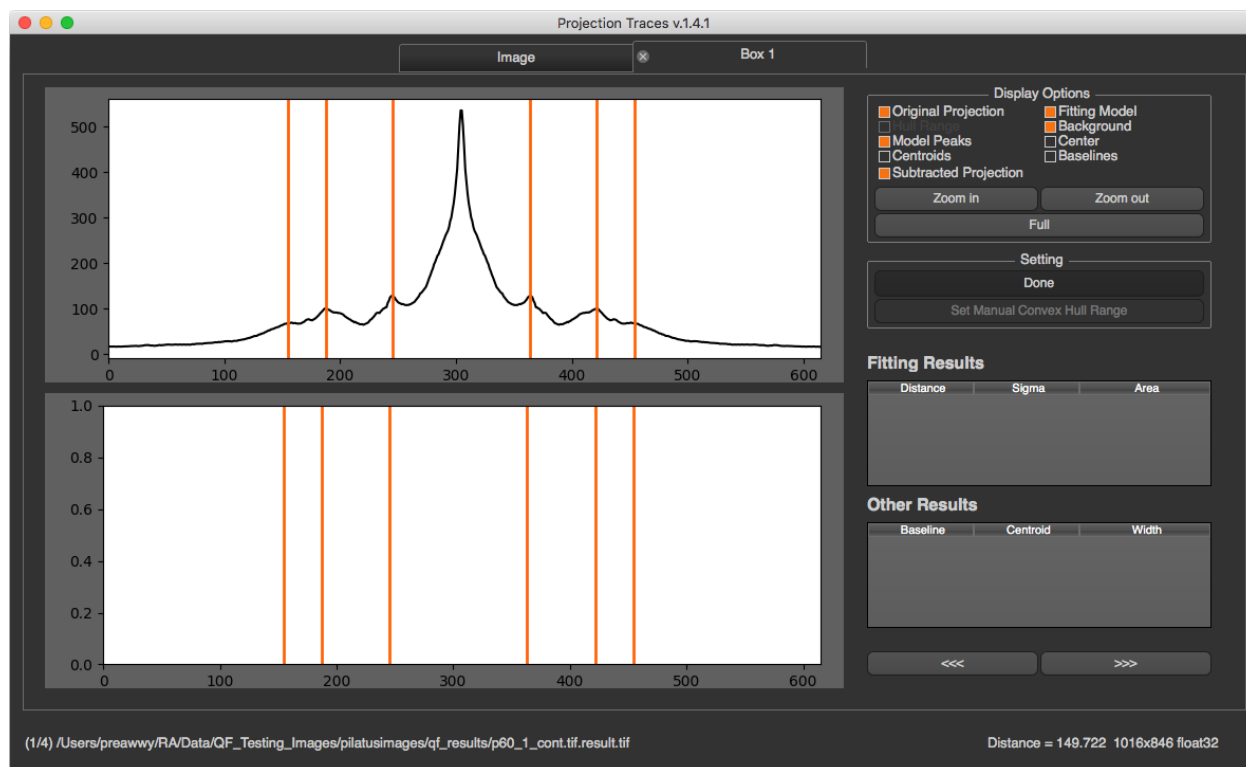 Projection Traces v.1.4.1
Image
Box 1
500
400
300
200
100
0
0 100 200 300 400 500 600
1.0
0.8
0.6
0.4
0.2
0.0
0 100 200 300 400 500 600
Display Options
Original Projection Fitting Model
Hull Range Background
Model Peaks Center
Centroids Baselines
Subtracted Projection
Zoom in Zoom out
Full
Setting
Done
Set Manual Convex Hull Range
Fitting Results
Distance Sigma Area
Other Results
Baseline Centroid Width
<<< >>>
(1/4) /Users/preawwy/RA/Data/QF_Testing_Images/pilatusimages/qf_results/p60_1_cont.tif.result.tif
Distance = 149.722 1016x846 float32